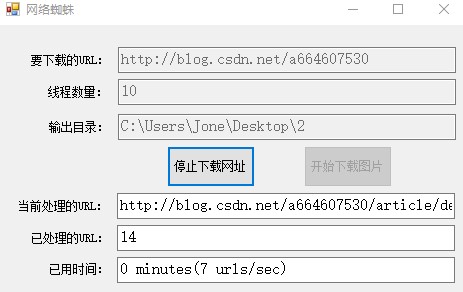 网络蜘蛛
要下载的URL: http://blog.csdn.net/a664607530
线程数量: 10
输出目录: C:\Users\Jone\Desktop\2
停止下载网址 开始下载图片
当前处理的URL: http://blog.csdn.net/a664607530/article/de
已处理的URL: 14
已用时间: 0 minutes(7 urls/sec)